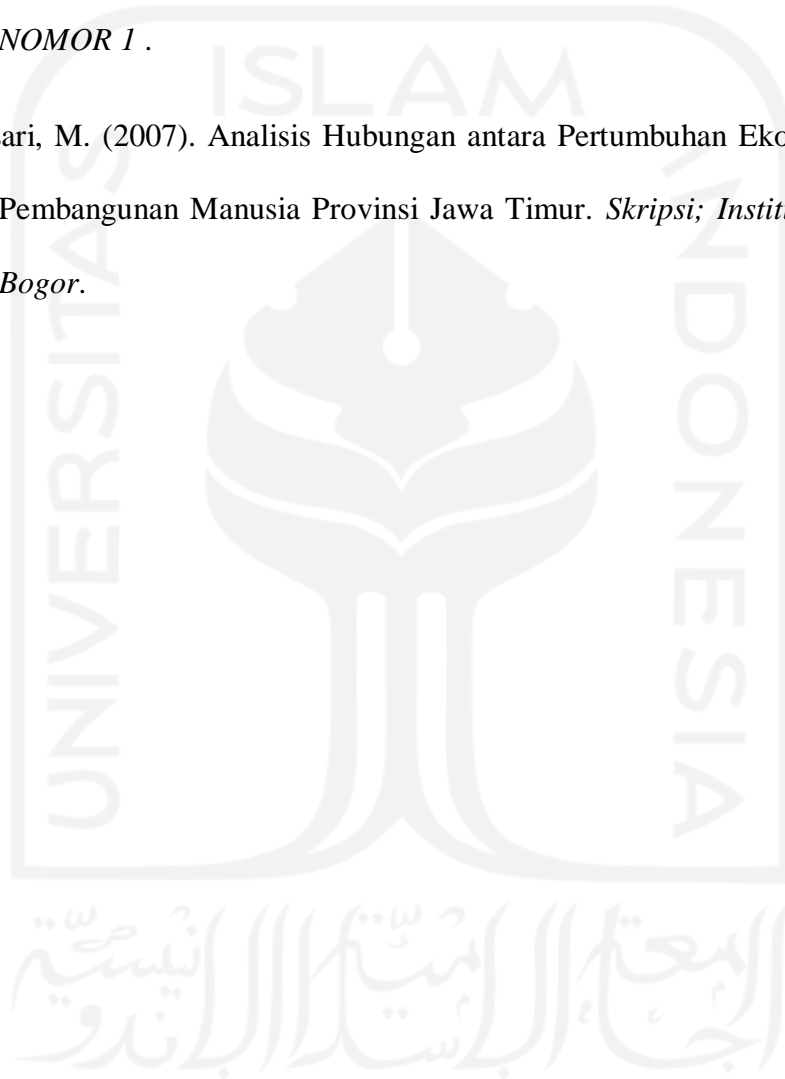 NOMOR 1 .
ari, M. (2007). Analisis Hubungan antara Pertumbuhan Eko
Pembangunan Manusia Provinsi Jawa Timur. Skripsi; Instit
Bogor.
ISLAM
UNIVERSITAS
INDONESIA